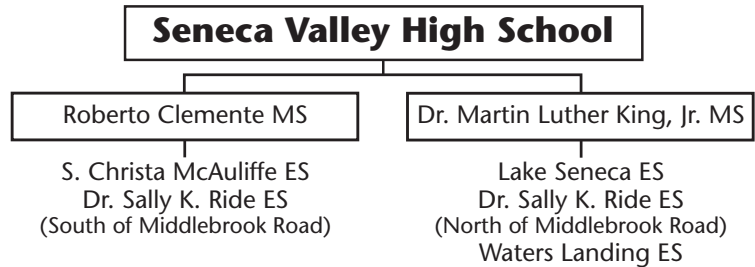 Seneca Valley High School
Roberto Clemente MS
S. Christa McAuliffe ES
Dr. Sally K. Ride ES
(South of Middlebrook Road)
Dr. Martin Luther King, Jr. MS
Lake Seneca ES
Dr. Sally K. Ride ES
(North of Middlebrook Road)
Waters Landing ES